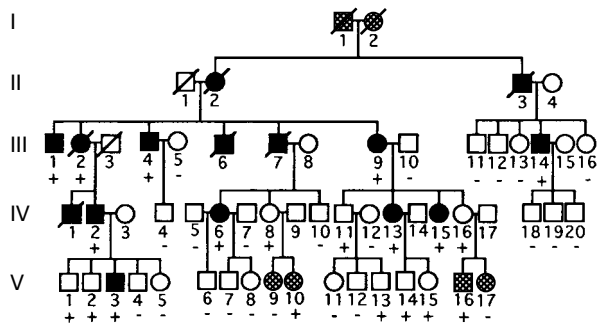 I
1 2
II
1 2 3 4
III
1 2 3 4 5 6 7 8 9 10 11 12 13 14 15 16
+ + + - + - - - - + - -
IV
1 2 3 4 5 6 7 8 9 10 11 12 13 14 15 16 17 18 19 20
+ - - + - + - + - + + + - - -
V
1 2 3 4 5 6 7 8 9 10 11 12 13 14 15 16 17
+ + + - - - - - - + - - + + + + -